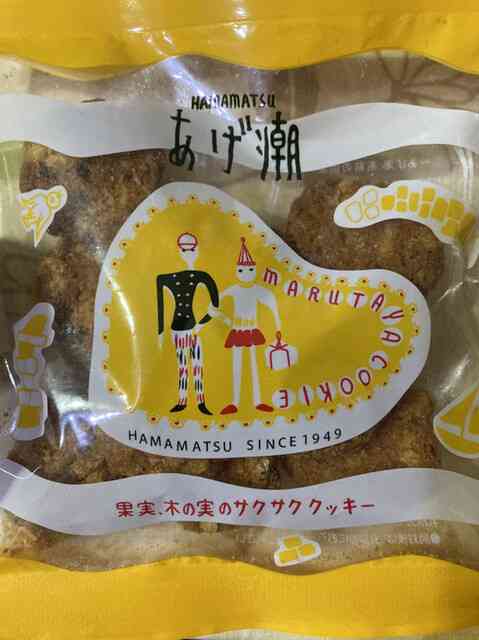 HAMAMATSU
あげ潮
MARUTAYA COOKIE
HAMAMATSU SINCE 1949
果実、木の実のサクサククッキー